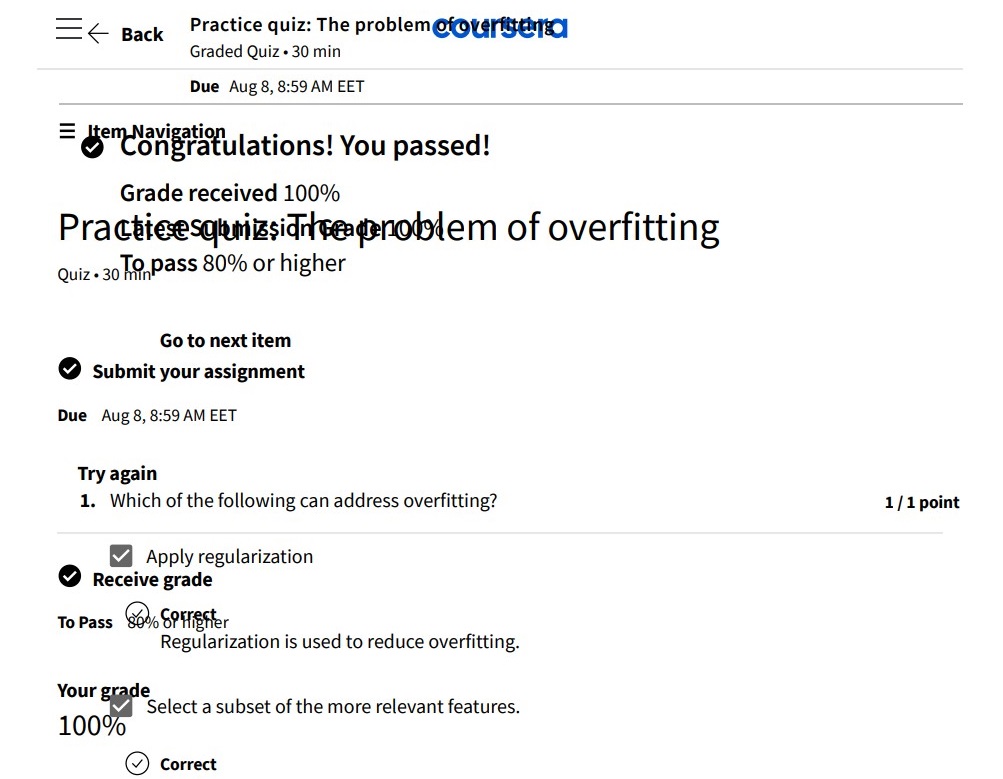 Back
Practice quiz: The problem of overfitting
coursera
Graded Quiz • 30 min
Due Aug 8, 8:59 AM EET
Item Navigation
Congratulations! You passed!
Grade received 100%
Latest Submission Grade 100%
Practice quiz: The problem of overfitting
To pass 80% or higher
Quiz • 30 min
Go to next item
Submit your assignment
Due Aug 8, 8:59 AM EET
Try again
1. Which of the following can address overfitting?
1 / 1 point
Apply regularization
Receive grade
Correct
To Pass 80% or higher
Regularization is used to reduce overfitting.
Your grade
Select a subset of the more relevant features.
100%
Correct